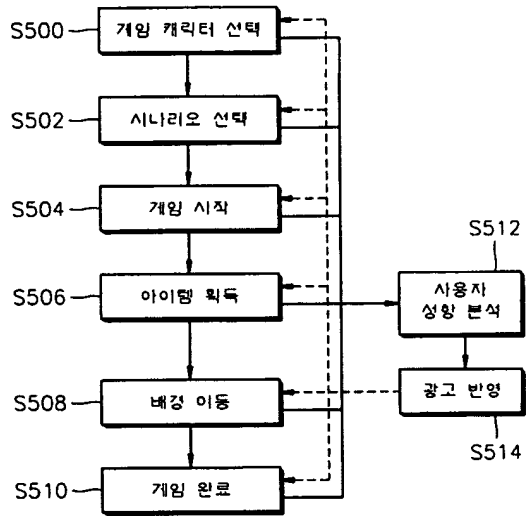 S500
게임 캐릭터 선택
S502
시나리오 선택
S504
게임 시작
S512
S506
아이템 획득
사용자
성향 분석
S508
배경 이동
광고 반영
S514
S510
게임 완료